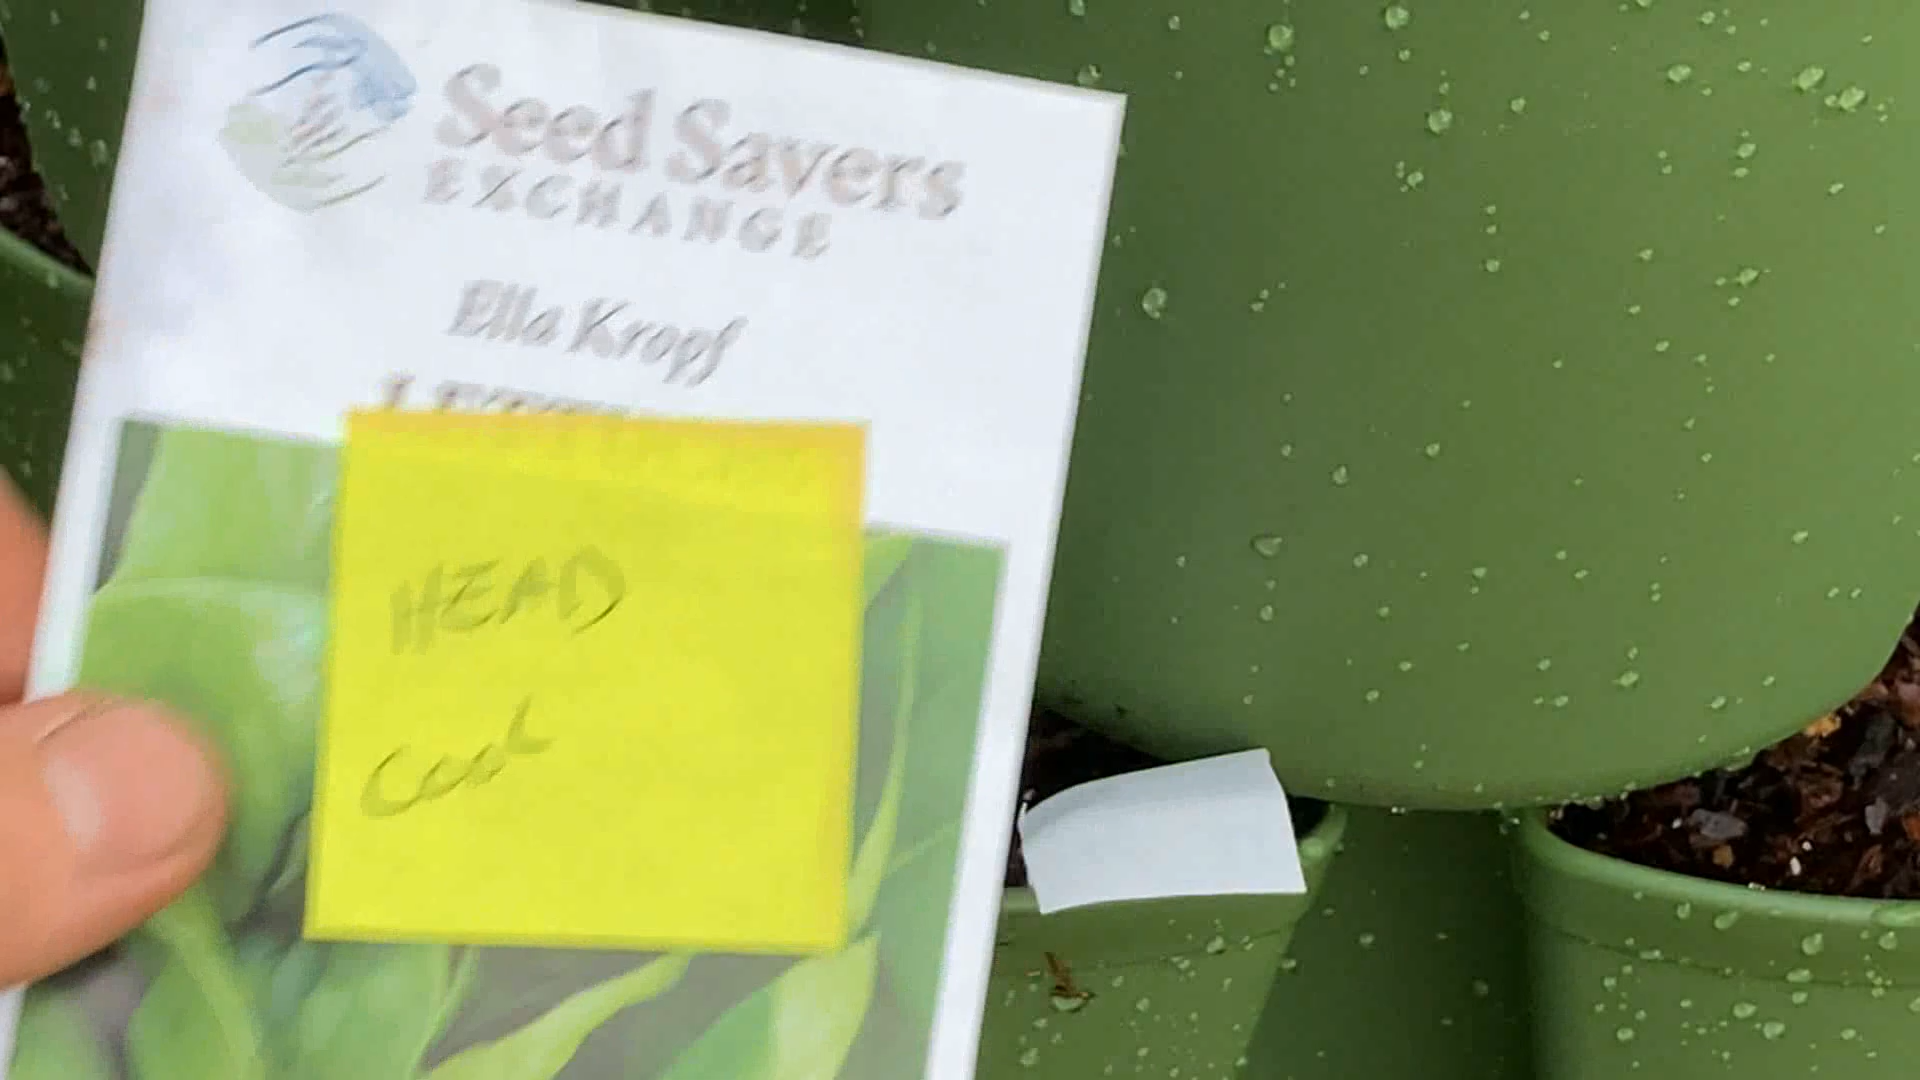 Seed Savers
EXCHANGE
Ella Kropf
HEAD
Cool